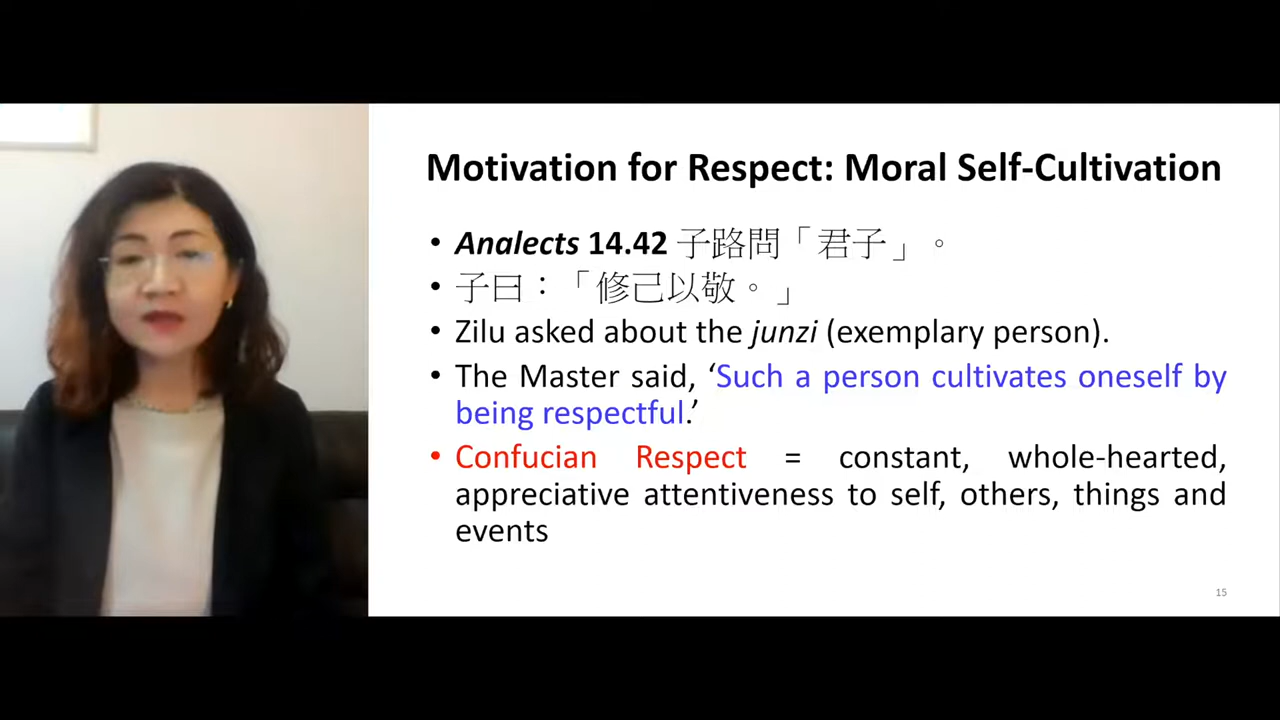 Motivation for Respect: Moral Self-Cultivation
• Analects 14.42 子路問「君子」。
• 子曰：「修己以敬。」
• Zilu asked about the junzi (exemplary person).
• The Master said, ‘Such a person cultivates oneself by
being respectful.’
• Confucian Respect = constant, whole-hearted,
appreciative attentiveness to self, others, things and
events
15